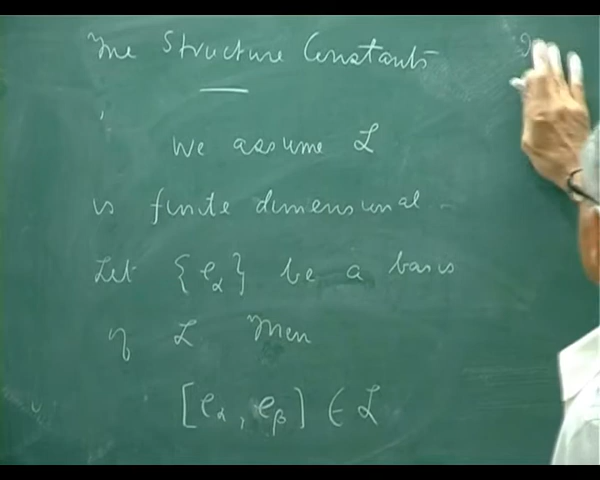 The Structure Constants
We assume L
is finite dimensional -
Let {e_α} be a basis
of L Then
[e_α, e_β] ∈ L